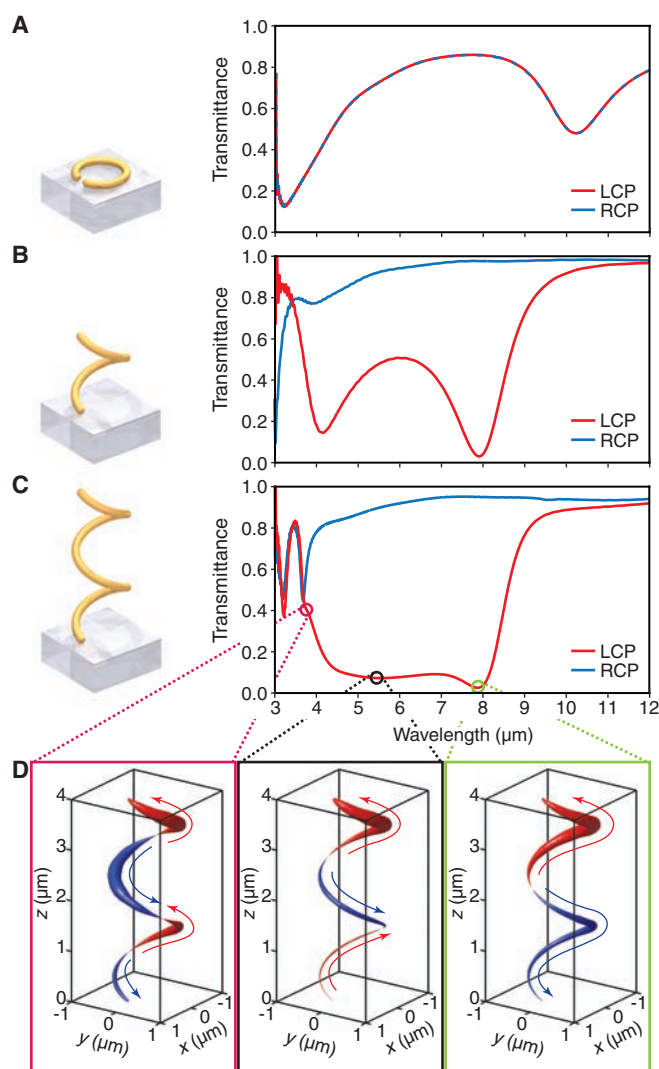 A
Transmittance
1.0
0.8
0.6
0.4
0.2
0.0
LCP
RCP
B
Transmittance
1.0
0.8
0.6
0.4
0.2
0.0
LCP
RCP
C
Transmittance
1.0
0.8
0.6
0.4
0.2
0.0
LCP
RCP
3 4 5 6 7 8 9 10 11 12
Wavelength (µm)
D
4
3
2
1
0
z (µm)
-1
0
1
y (µm)
1
0
-1
x (µm)
4
3
2
1
0
z (µm)
-1
0
1
y (µm)
1
0
-1
x (µm)
4
3
2
1
0
z (µm)
-1
0
1
y (µm)
1
0
-1
x (µm)